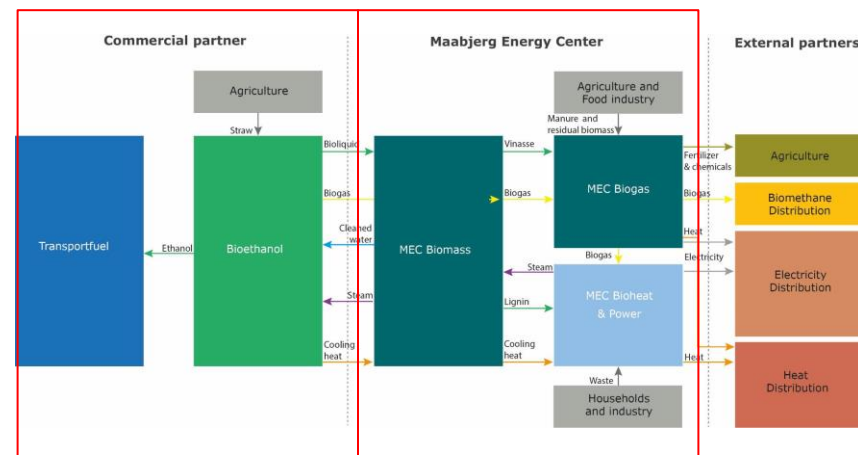 Commercial partner
Maabjerg Energy Center
External partners
Agriculture
Agriculture and
Food industry
Straw
Manure and
residual biomass
Transportfuel
Ethanol
Bioethanol
Bioliquid
Biogas
Cleaned
water
Steam
Cooling
heat
MEC Biomass
Vinasse
Biogas
Steam
Lignin
Cooling
heat
MEC Biogas
Biogas
MEC Bioheat
& Power
Waste
Households
and industry
Fertilizer
& chemicals
Biogas
Heat
Electricity
Heat
Agriculture
Biomethane
Distribution
Electricity
Distribution
Heat
Distribution